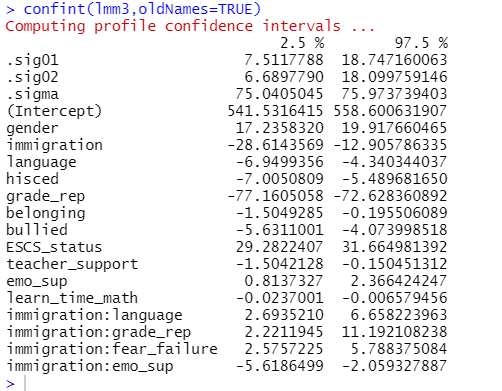 > confint(lmm3,oldNames=TRUE)
Computing profile confidence intervals ...
2.5 % 97.5 %
.sig01 7.5117788 18.747160063
.sig02 6.6897790 18.099759146
.sigma 75.0405045 75.973739403
(Intercept) 541.5316415 558.600631907
gender 17.2358320 19.917660465
immigration -28.6143569 -12.905786335
language -6.9499356 -4.340344037
hisced -7.0050809 -5.489681650
grade_rep -77.1605058 -72.628360892
belonging -1.5049285 -0.195506089
bullied -5.6311001 -4.073998518
ESCS_status 29.2822407 31.664981392
teacher_support -1.5042128 -0.150451312
emo_sup 0.8137327 2.366424247
learn_time_math -0.0237001 -0.006579456
immigration:language 2.6935210 6.658223963
immigration:grade_rep 2.2211945 11.192108238
immigration:fear_failure 2.5757225 5.788375084
immigration:emo_sup -5.6186499 -2.059327887
>